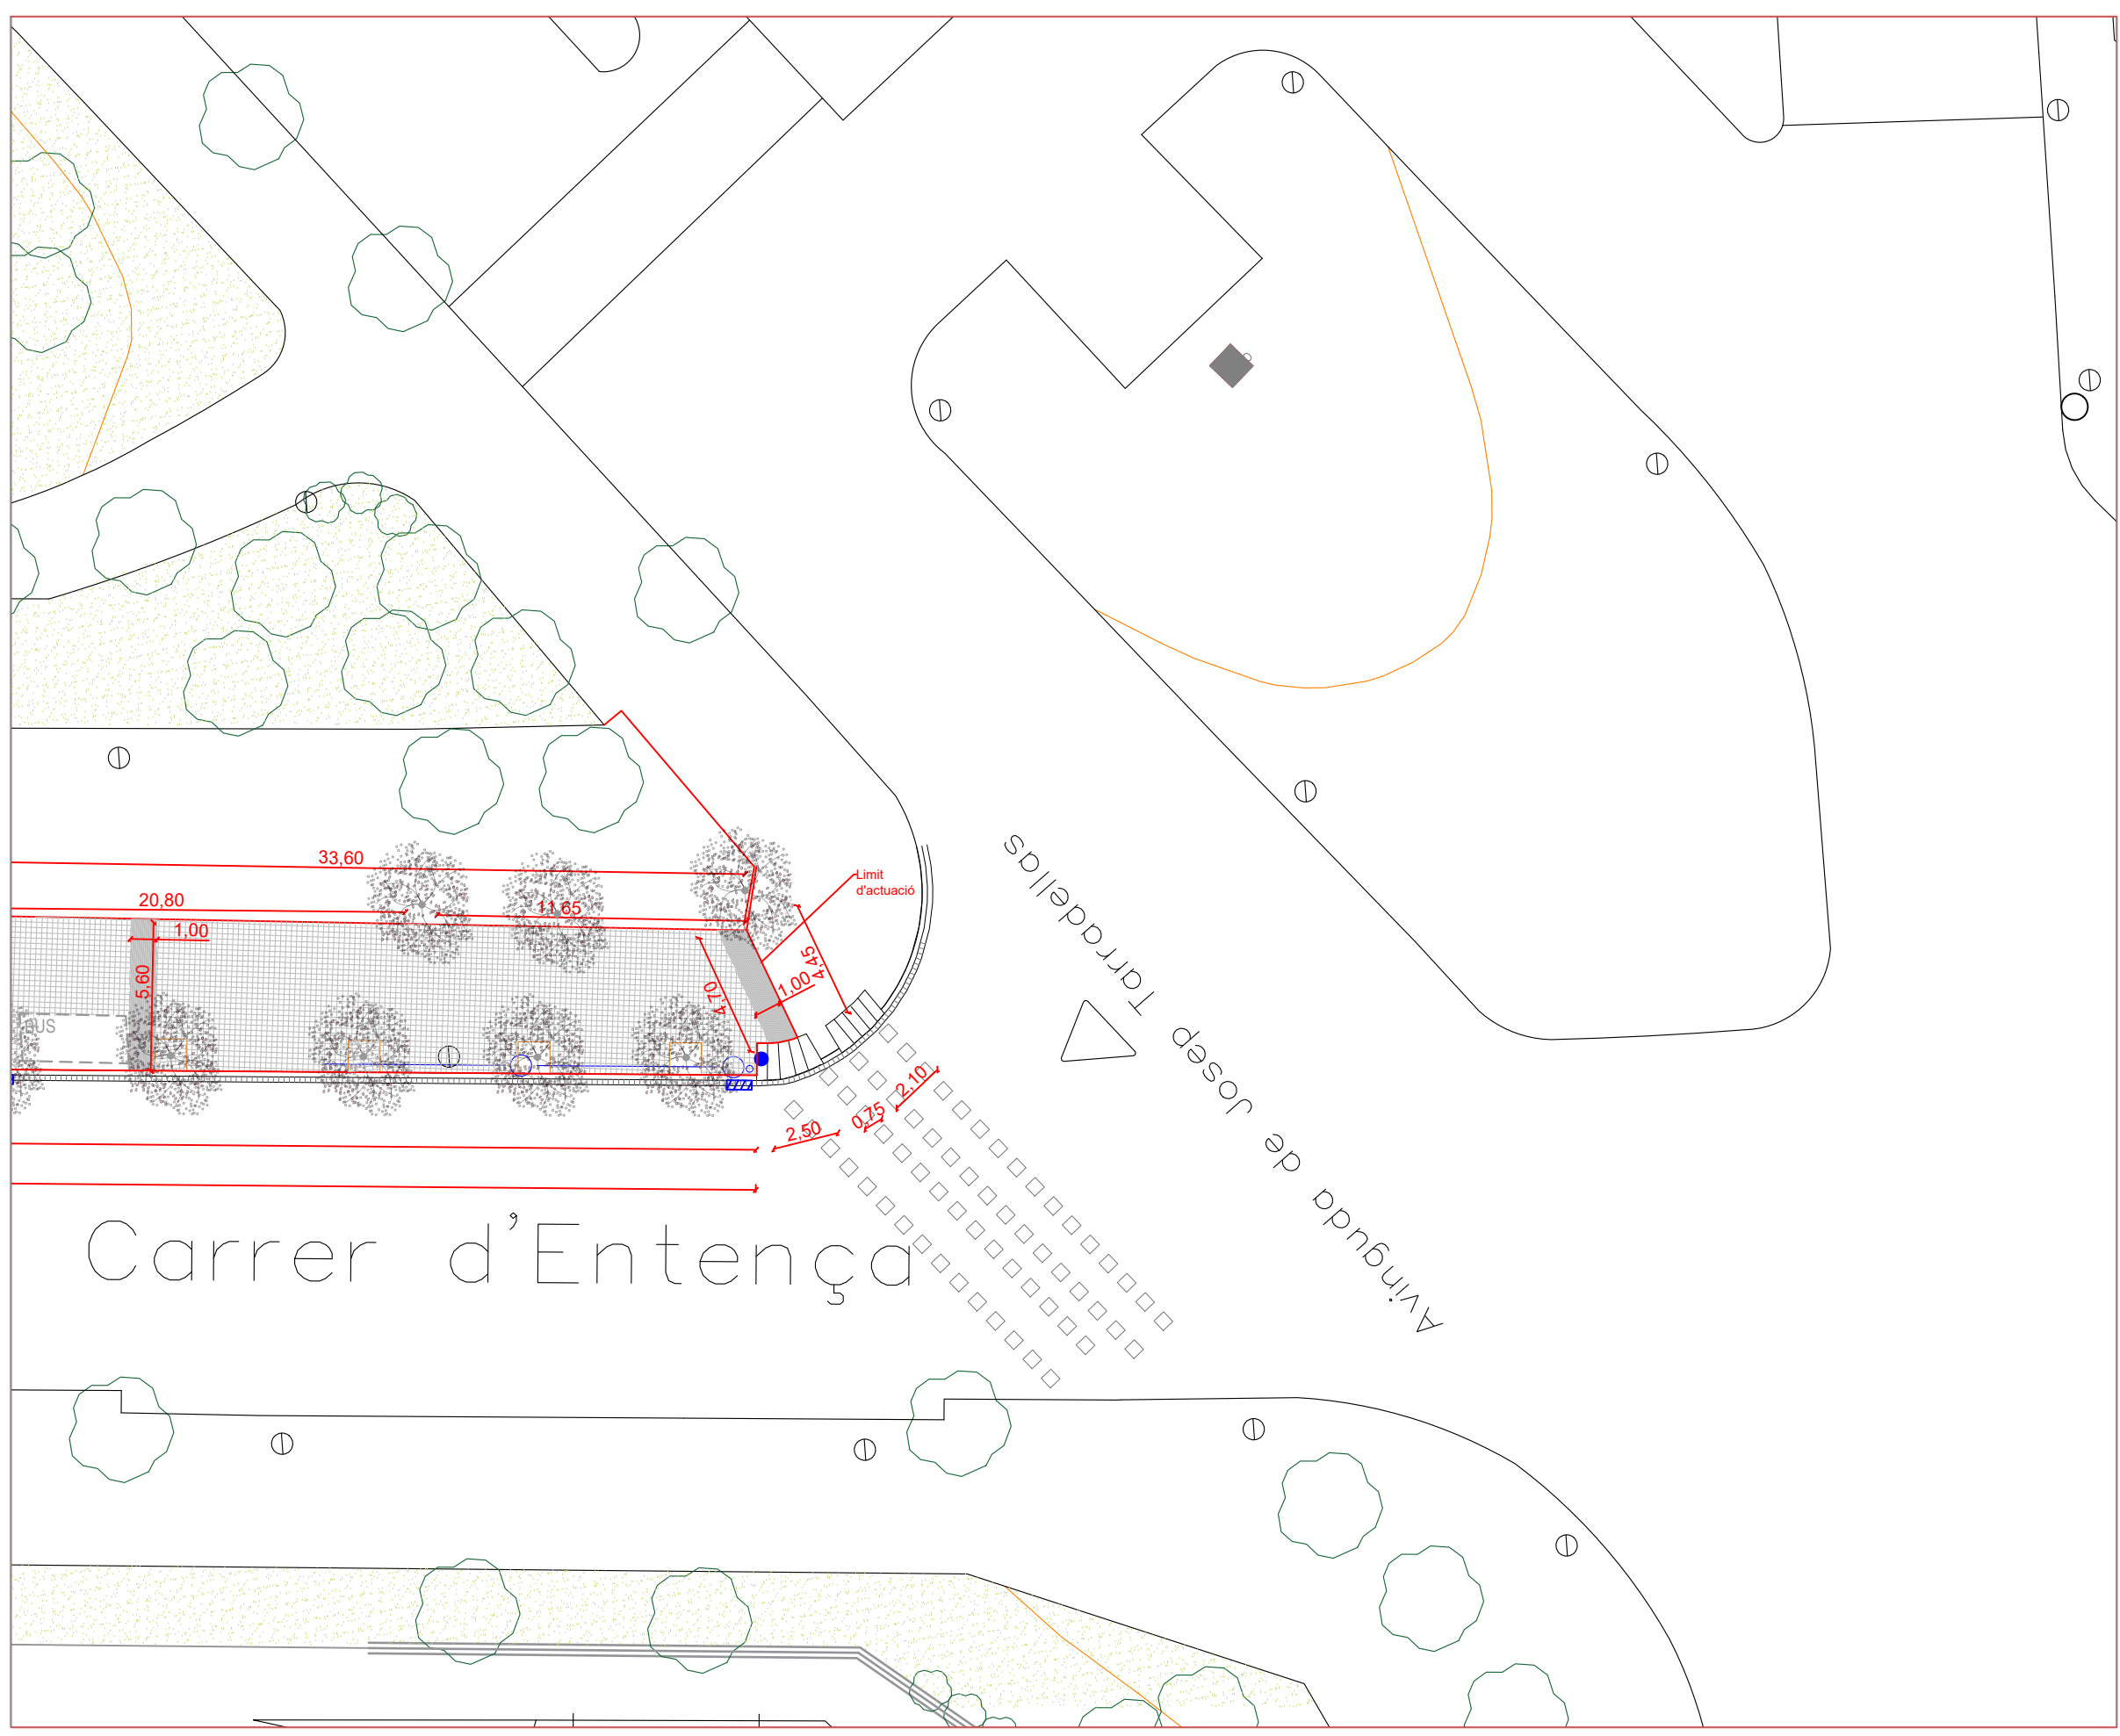 33,60
20,80
11,65
Limit
d'actuació
1,00
5,60
4,45
4,70
1,00
BUS
2,10
0,75
2,50
Carrer d'Entença
Avinguda de Josep Tarradellas